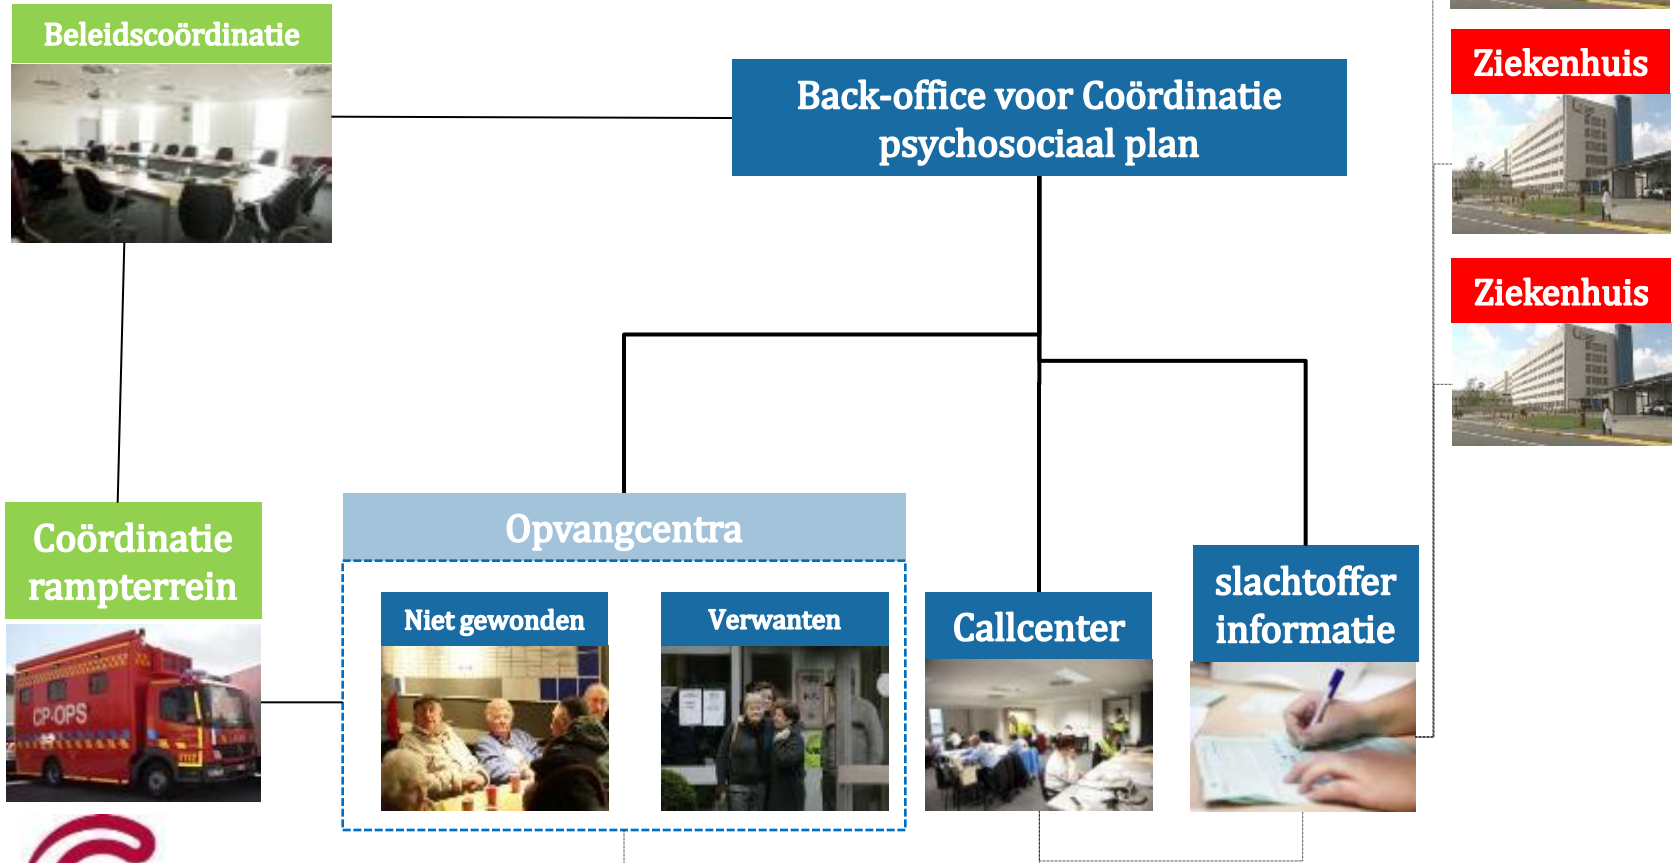 Beleidscoördinatie
Back-office voor Coördinatie
psychosociaal plan
Ziekenhuis
Ziekenhuis
Coördinatie
rampterrein
Opvangcentra
Niet gewonden
Verwanten
Callcenter
slachtoffer
informatie
CP-OPS